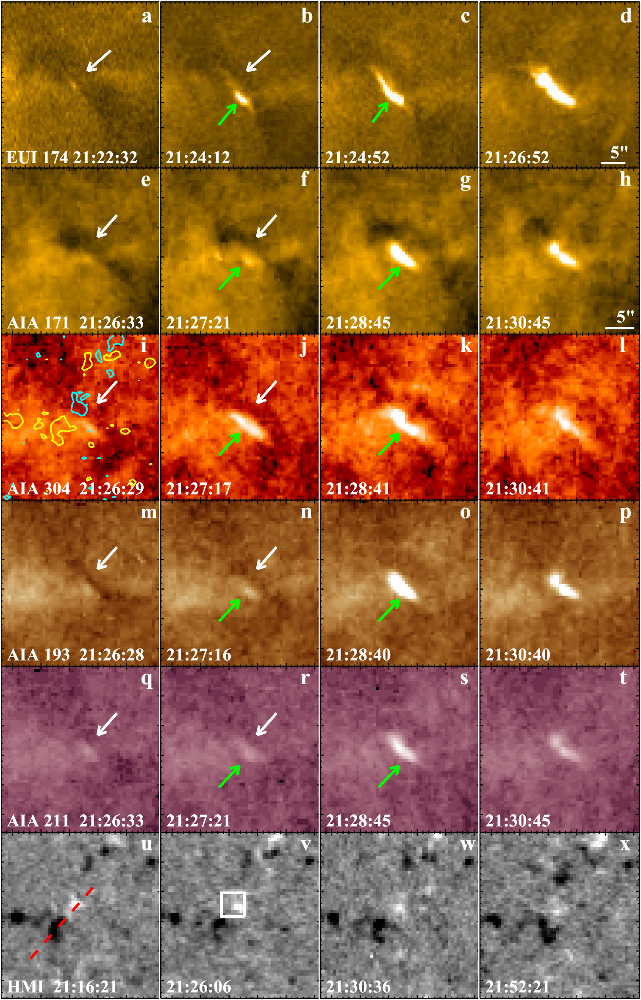 a
b
c
d
EUI 174 21:22:32
21:24:12
21:24:52
21:26:52
5"
e
f
g
h
AIA 171 21:26:33
21:27:21
21:28:45
21:30:45
5"
i
j
k
l
AIA 304 21:26:29
21:27:17
21:28:41
21:30:41
m
n
o
p
AIA 193 21:26:28
21:27:16
21:28:40
21:30:40
q
r
s
t
AIA 211 21:26:33
21:27:21
21:28:45
21:30:45
u
v
w
x
HMI 21:16:21
21:26:06
21:30:36
21:52:21